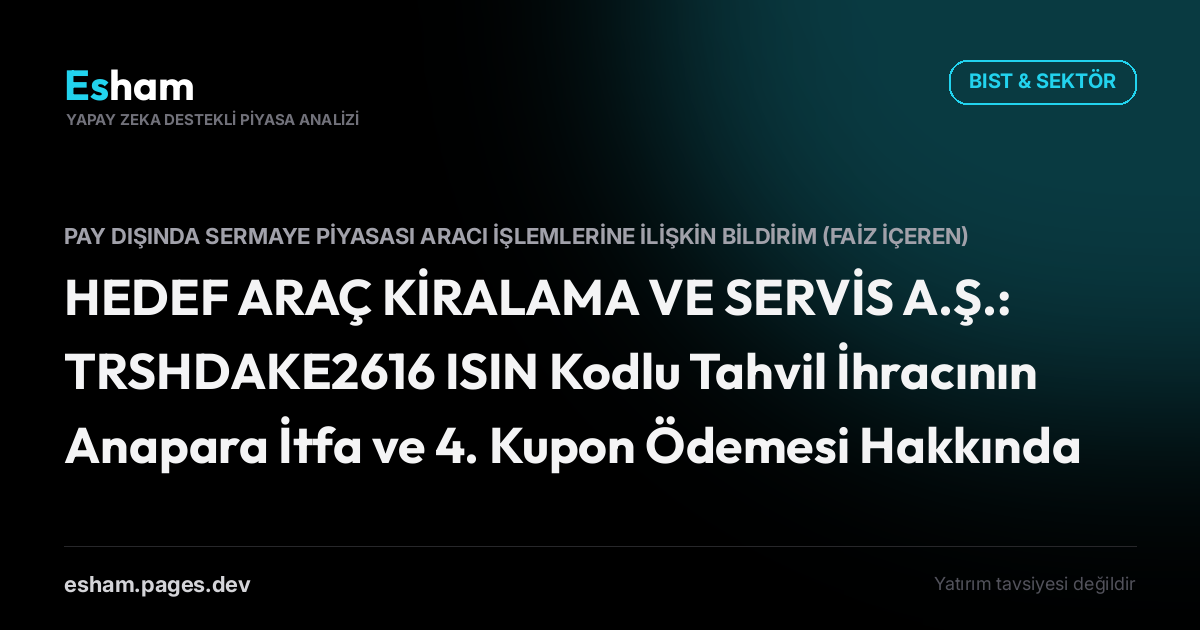 Esham
BIST & SEKTÖR
YAPAY ZEKA DESTEKLİ PİYASA ANALİZİ
PAY DIŞINDA SERMAYE PİYASASI ARACI İŞLEMLERİNE İLİŞKİN BİLDİRİM (FAİZ İÇEREN)
HEDEF ARAÇ KİRALAMA VE SERVİS A.Ş.:
TRSHDAKE2616 ISIN Kodlu Tahvil İhracının
Anapara İtfa ve 4. Kupon Ödemesi Hakkında
esham.pages.dev
Yatırım tavsiyesi değildir